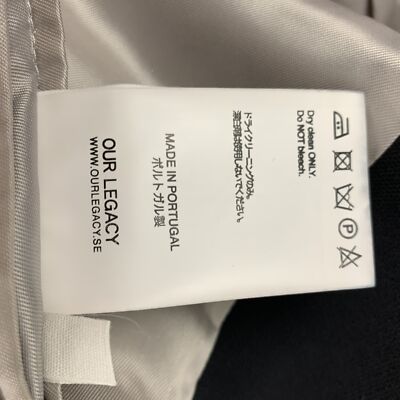 P
Dry clean ONLY.
Do NOT bleach.
ドライクリーニングのみ。
漂白剤は使用しないでください。
MADE IN PORTUGAL
ポルトガル製
OUR LEGACY
WWW.OURLEGACY.SE